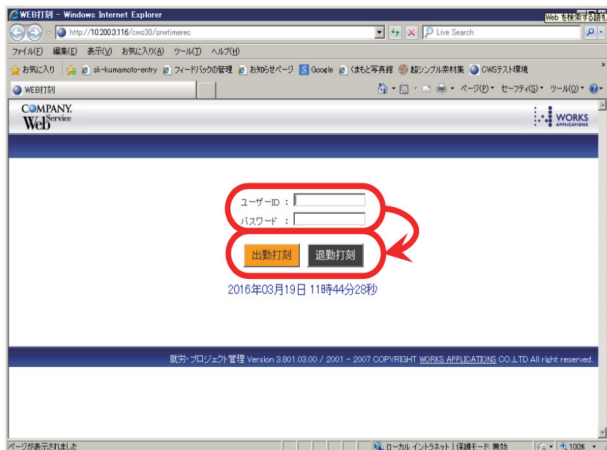 WEB打刻 - Windows Internet Explorer
Web を検索する語を
http://102003116/cws30/srwtimerec
Live Search
ファイル(F) 編集(E) 表示(V) お気に入り(A) ツール(T) ヘルプ(H)
お気に入り sk-kumamoto-entry フィードバックの管理 お知らせページ Google くまもと写真館 超シンプル素材集 CWSテスト環境
WEB打刻
ページ(P) セーフティ(S) ツール(O)
COMPANY.
Web Service
WORKS
APPLICATIONS
ユーザーID :
パスワード :
出勤打刻 退勤打刻
2016年03月19日 11時44分28秒
就労・プロジェクト管理 Version 3.801.03.00 / 2001 - 2007 COPYRIGHT WORKS APPLICATIONS CO.,LTD All right reserved.
ページが表示されました
ローカル イントラネット | 保護モード: 無効
100%